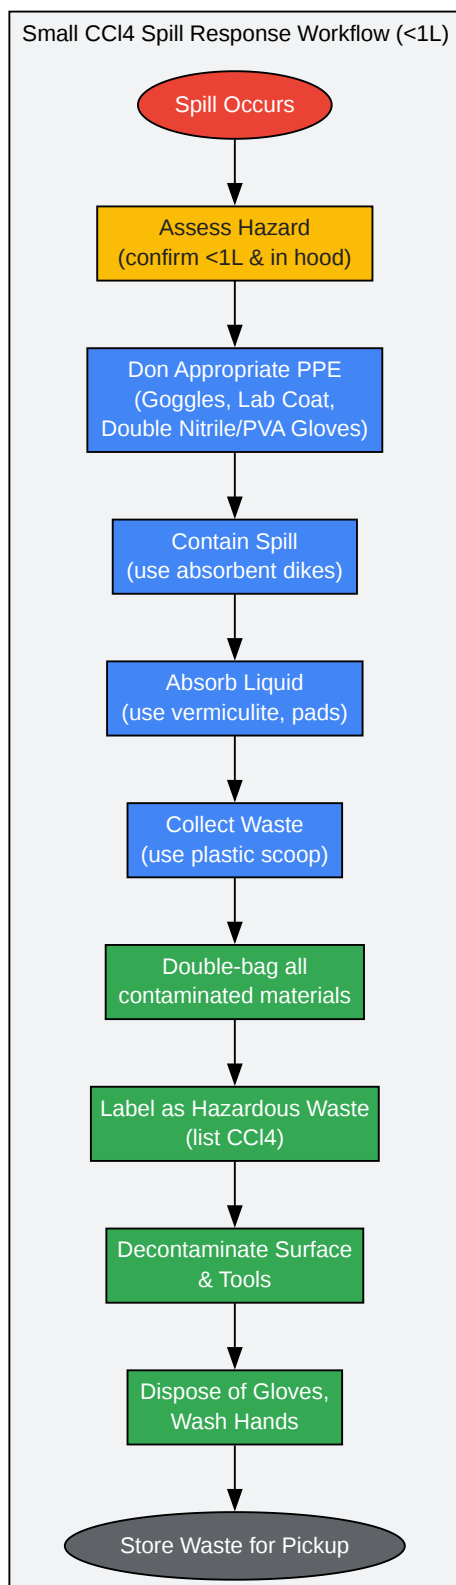 Small CCl4 Spill Response Workflow (<1L)
Spill Occurs
Assess Hazard
(confirm <1L & in hood)
Don Appropriate PPE
(Goggles, Lab Coat,
Double Nitrile/PVA Gloves)
Contain Spill
(use absorbent dikes)
Absorb Liquid
(use vermiculite, pads)
Collect Waste
(use plastic scoop)
Double-bag all
contaminated materials
Label as Hazardous Waste
(list CCl4)
Decontaminate Surface
& Tools
Dispose of Gloves,
Wash Hands
Store Waste for Pickup